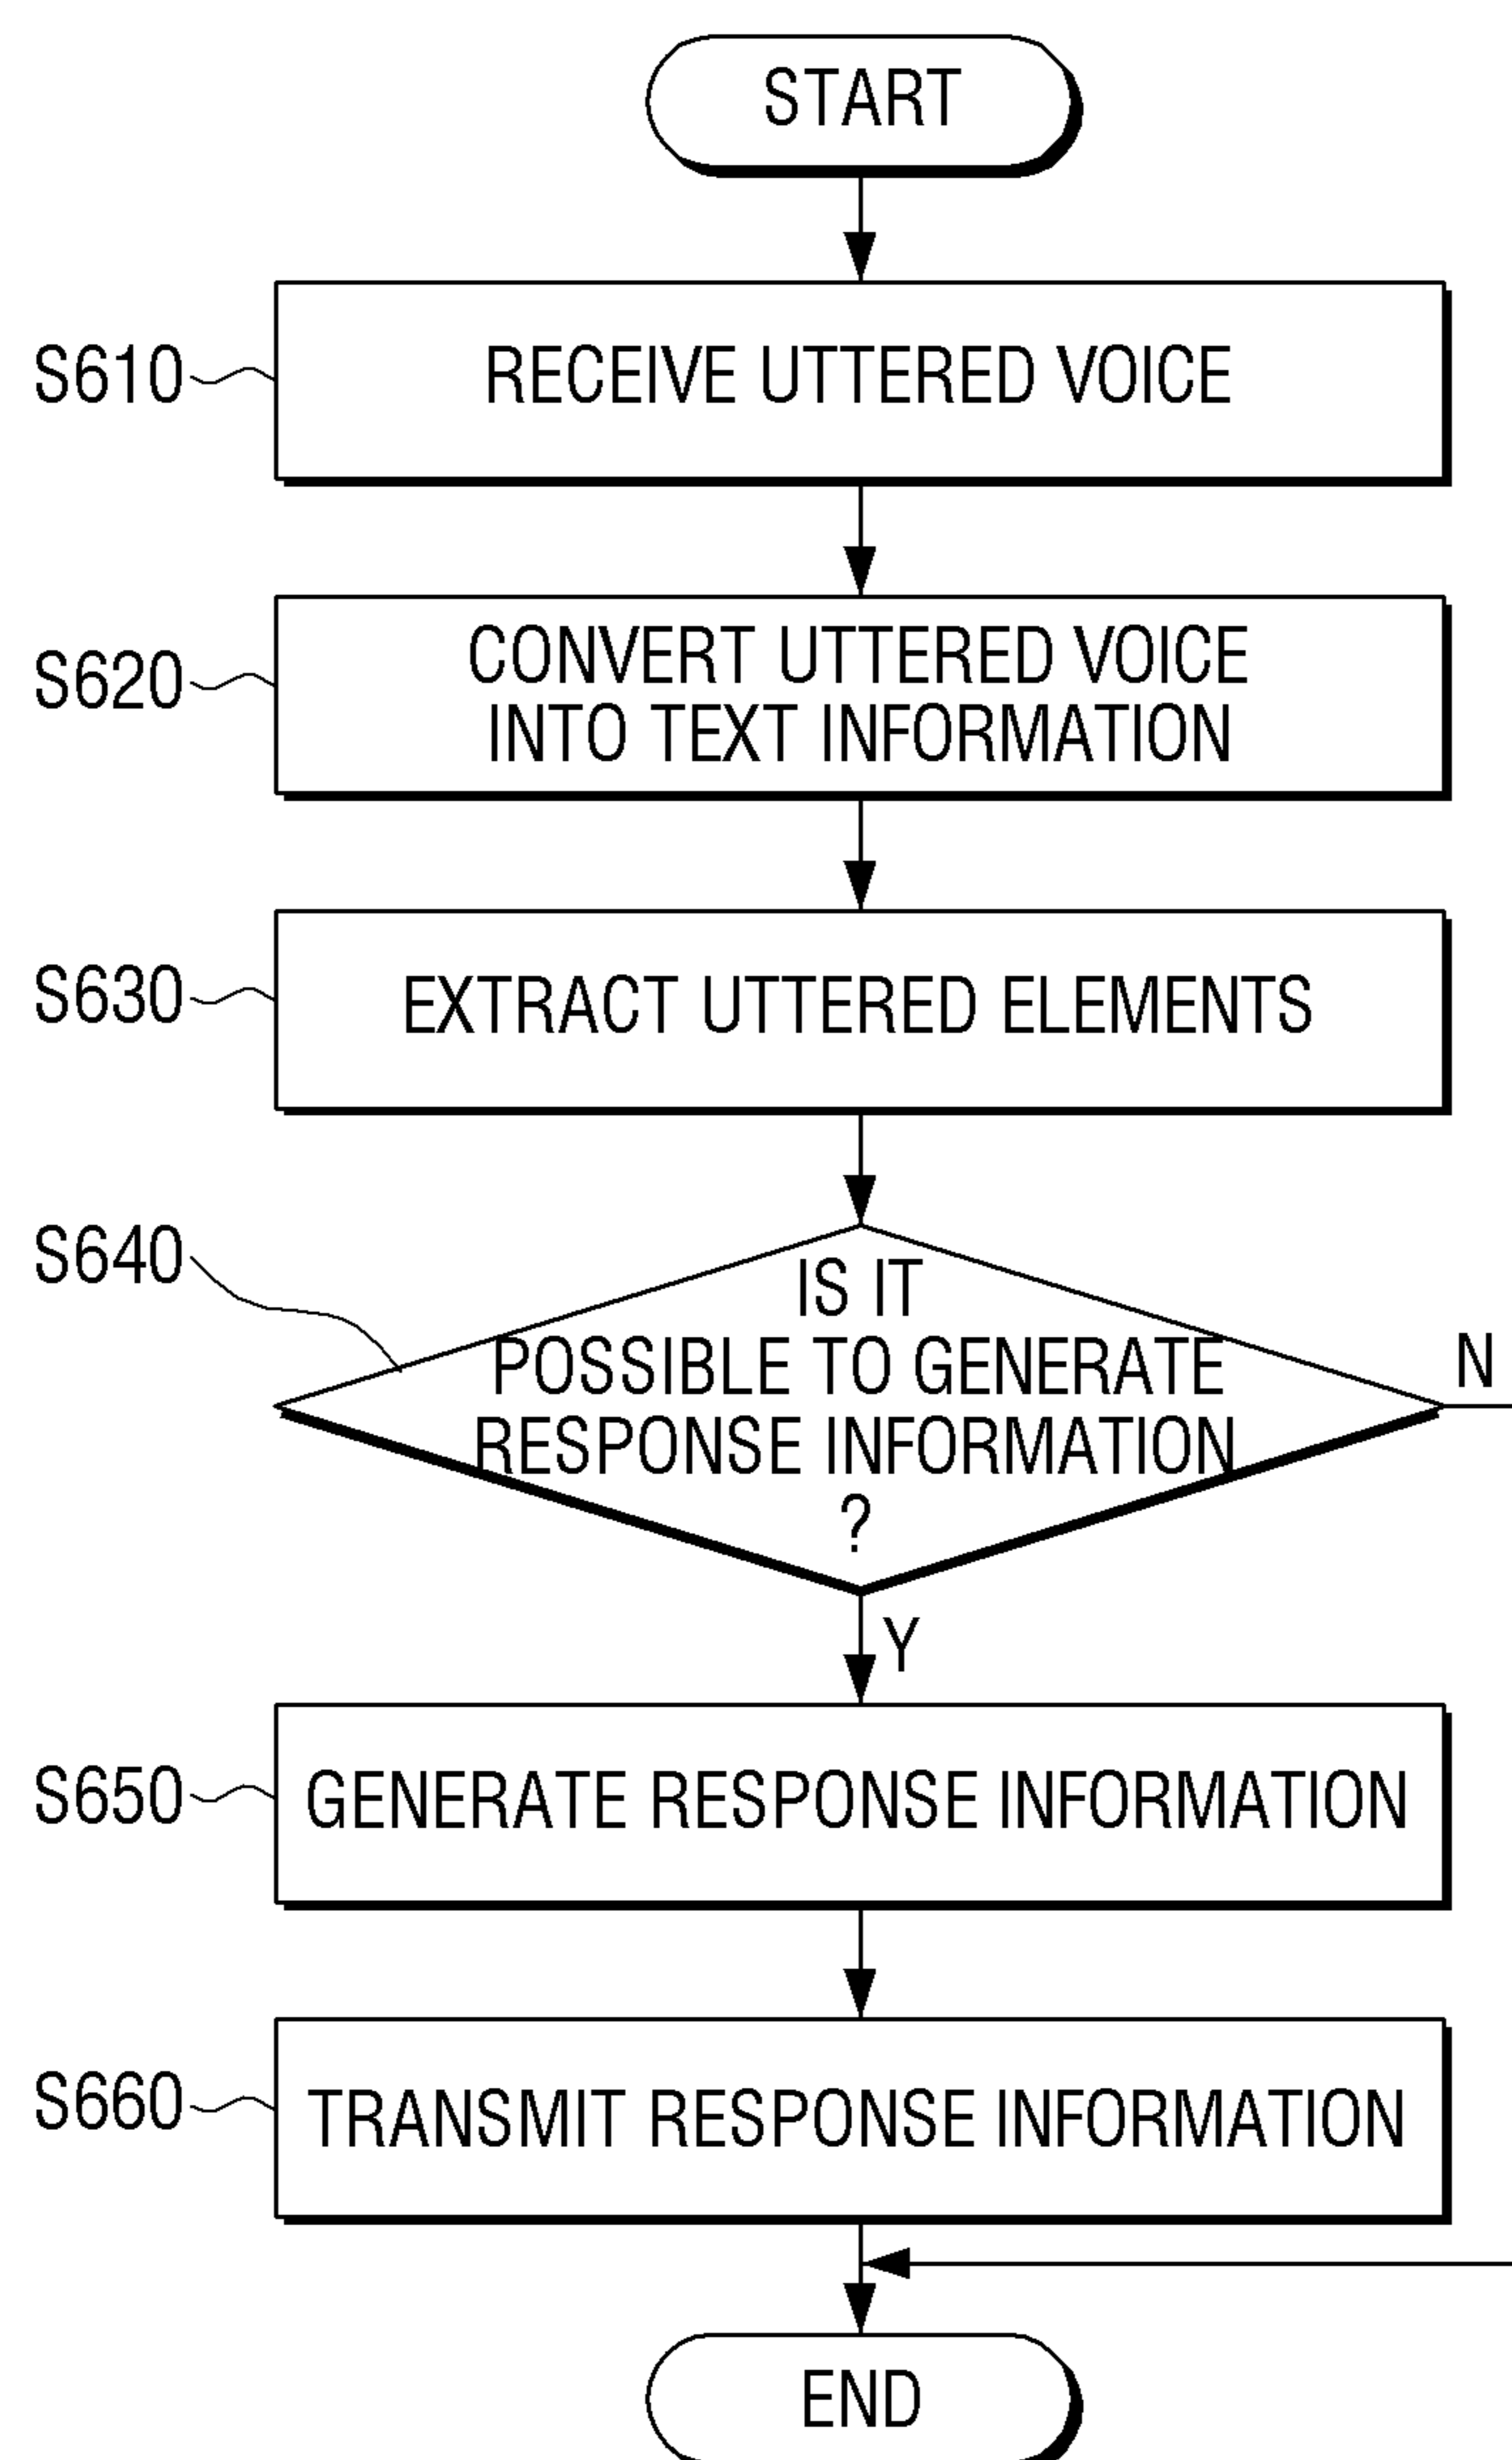 START
S610
RECEIVE UTTERED VOICE
S620
CONVERT UTTERED VOICE
INTO TEXT INFORMATION
S630
EXTRACT UTTERED ELEMENTS
S640
IS IT
POSSIBLE TO GENERATE
RESPONSE INFORMATION
?
N
Y
S650
GENERATE RESPONSE INFORMATION
S660
TRANSMIT RESPONSE INFORMATION
END